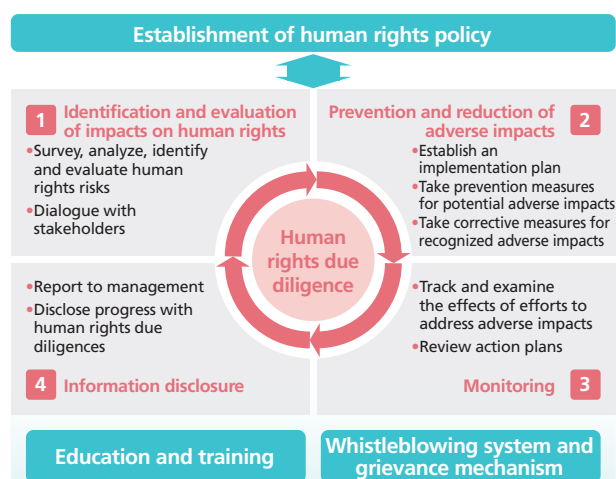 Establishment of human rights policy
1 Identification and evaluation
of impacts on human rights
•Survey, analyze, identify
and evaluate human
rights risks
•Dialogue with
stakeholders
Prevention and reduction of
adverse impacts 2
•Establish an
implementation plan
•Take prevention measures
for potential adverse impacts
•Take corrective measures for
recognized adverse impacts
Human
rights due
diligence
•Report to management
•Disclose progress with
human rights due
diligences
4 Information disclosure
•Track and examine
the effects of efforts to
address adverse impacts
•Review action plans
Monitoring 3
Education and training
Whistleblowing system and
grievance mechanism